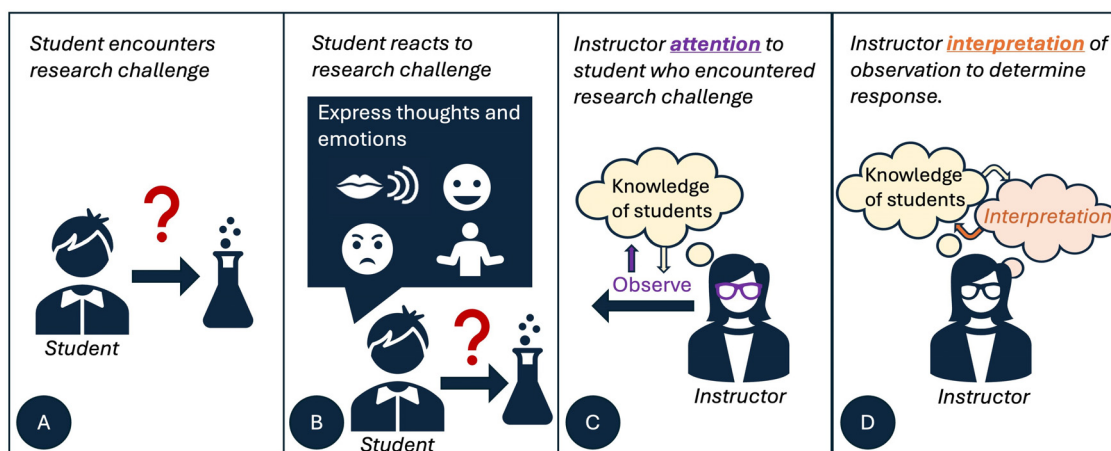 Student encounters
research challenge
?
Student
A
Student reacts to
research challenge
Express thoughts and
emotions
?
Student
B
Instructor attention to
student who encountered
research challenge
Knowledge
of students
Observe
Instructor
C
Instructor interpretation of
observation to determine
response.
Knowledge
of students
Interpretation
Instructor
D